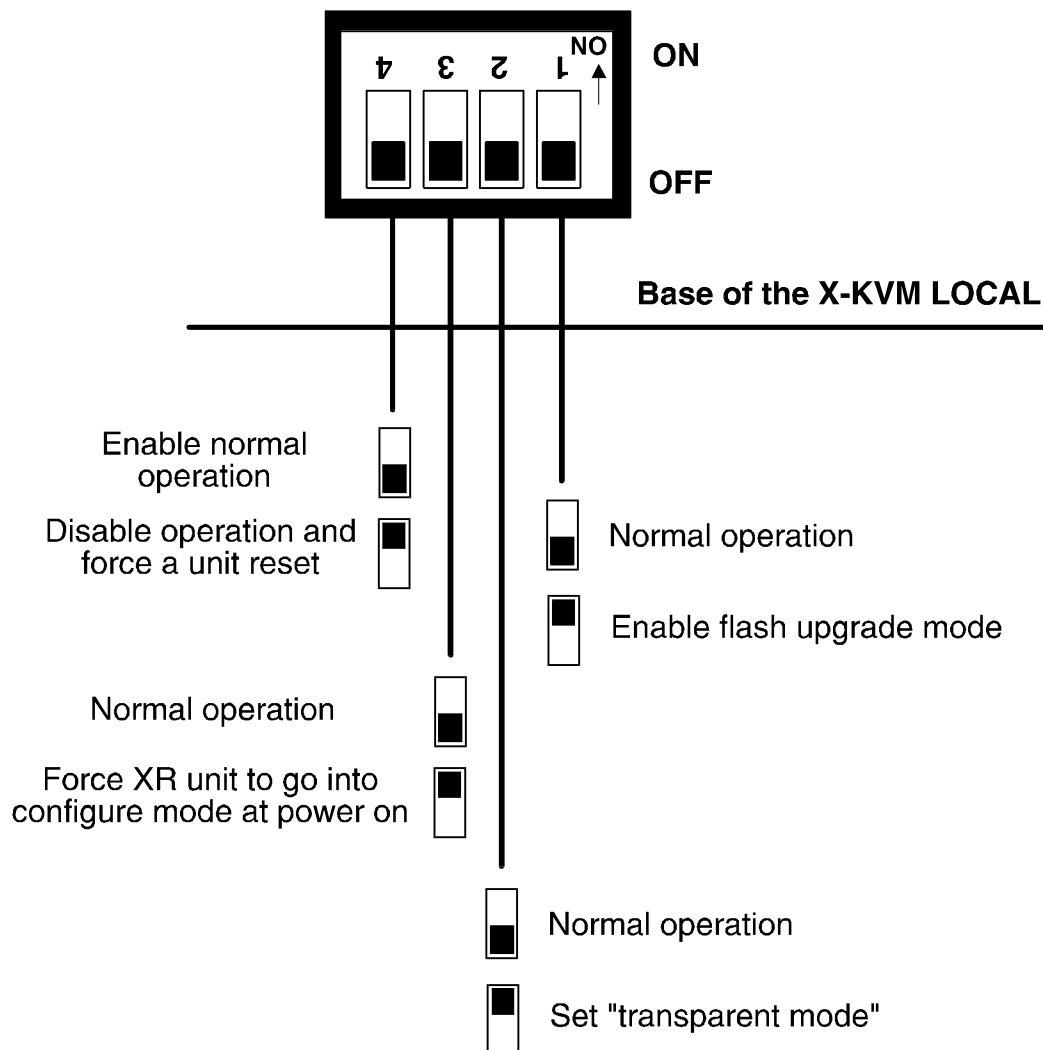 NO
ON
4 3 2 1
OFF
Base of the X-KVM LOCAL
Enable normal
operation
Disable operation and
force a unit reset
Normal operation
Enable flash upgrade mode
Normal operation
Force XR unit to go into
configure mode at power on
Normal operation
Set "transparent mode"